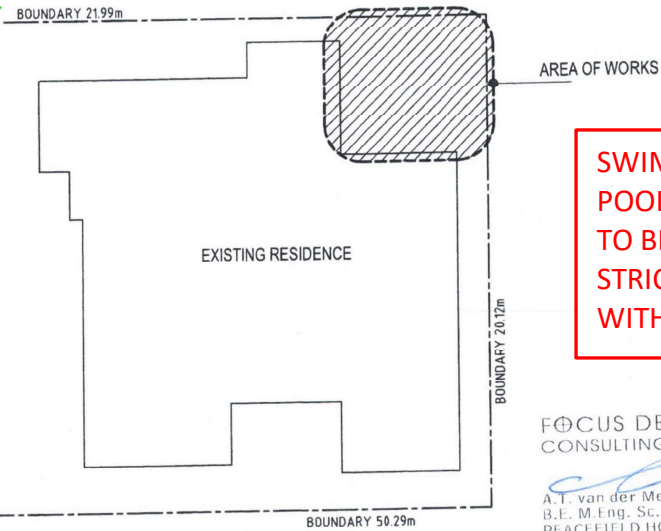 BOUNDARY 21.99m
AREA OF WORKS
SWIM
POOL
TO BE
STRIC
WITH
EXISTING RESIDENCE
BOUNDARY 20.12m
FOCUS DE
CONSULTING
A.T. van der Me
B.E. M.Eng. Sc.
BOUNDARY 50.29m